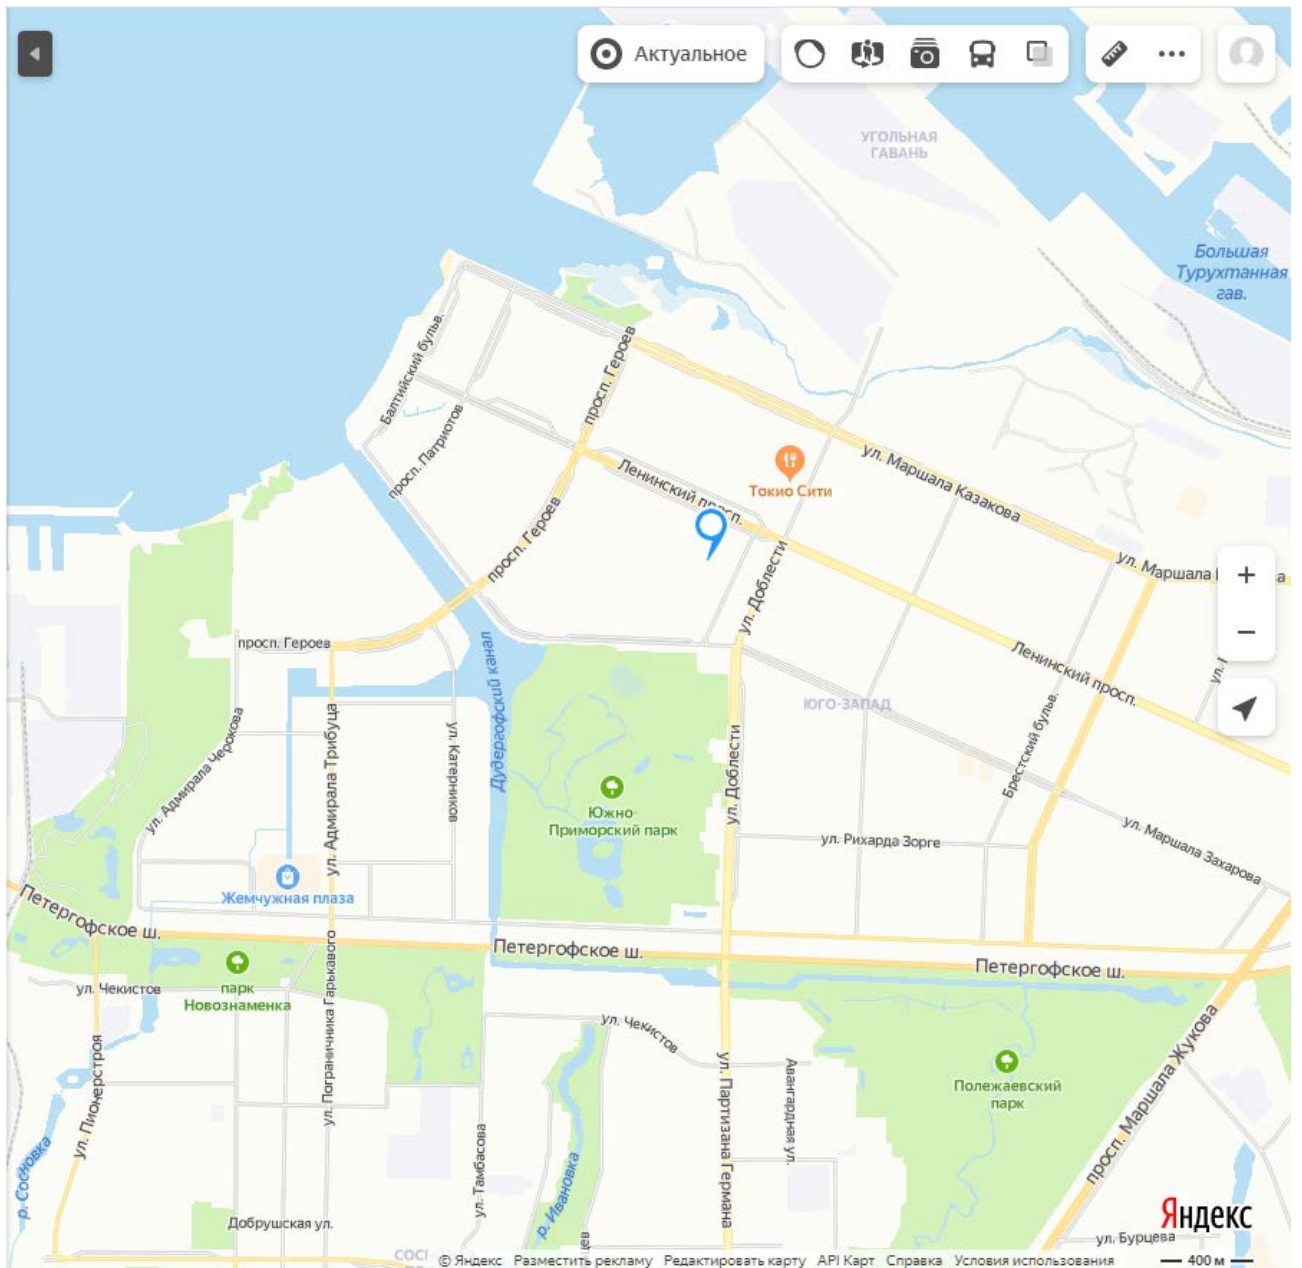 Актуальное
УГОЛЬНАЯ
ГАВАНЬ
Большая
Турухтанная
гав.
Балтийский бульв.
просп. Патриотов
просп. Героев
просп. Героев
Ленинский просп.
Токио Сити
ул. Маршала Казакова
ул. Маршала
ул. Доблести
просп. Героев
Дудергофский канал
ЮГО-ЗАПАД
Ленинский просп.
Брестский бульв.
ул. Адмирала Черокова
ул. Адмирала Трибуца
ул. Катерников
Южно-
Приморский парк
ул. Доблести
ул. Рихарда Зорге
ул. Маршала Захарова
Жемчужная плаза
Петергофское ш.
Петергофское ш.
Петергофское ш.
парк
Новознаменка
ул. Чекистов
ул. Чекистов
ул. Пионерстроя
ул. Пограничника Гарькавого
ул. Партизана Германа
Авангардная ул.
Полежаевский
парк
просп. Маршала Жукова
р. Сосновка
ул. Тамбасова
р. Ивановка
Добрушская ул.
СОСІ
Яндекс
ул. Бурцева
© Яндекс Разместить рекламу Редактировать карту API Карт Справка Условия использования
400 м